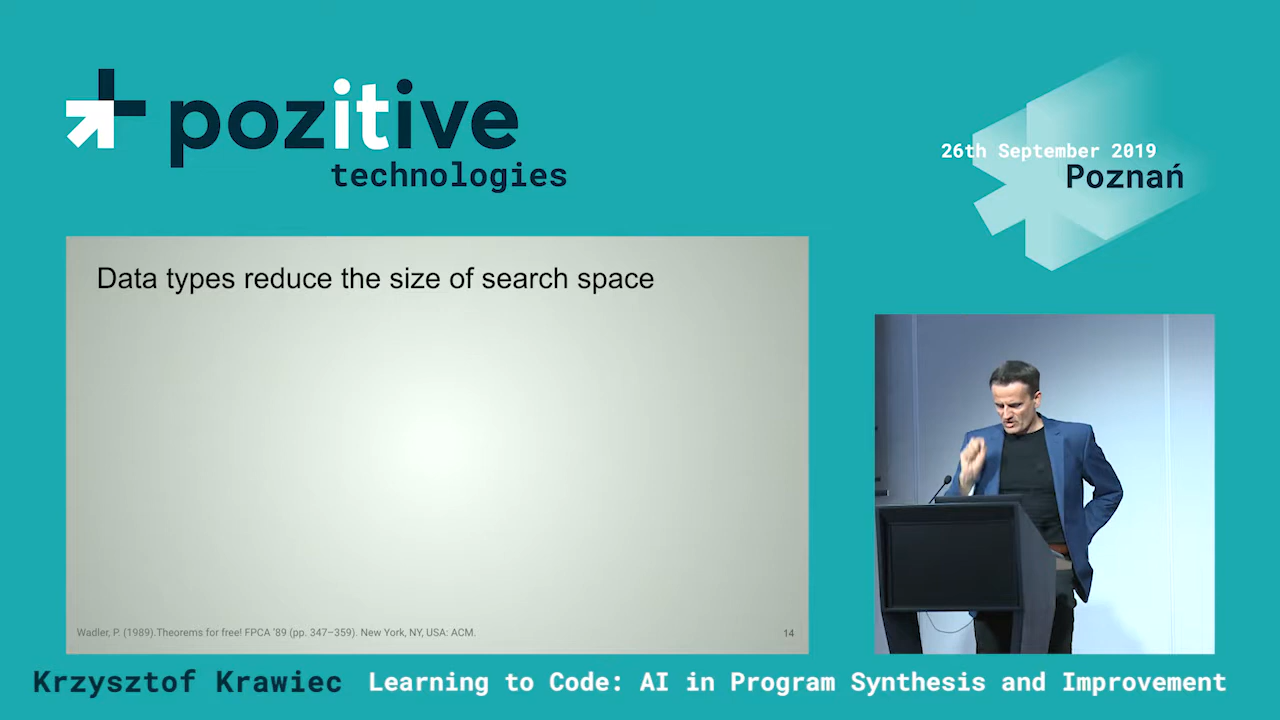 pozitive
technologies
26th September 2019
Poznań
Data types reduce the size of search space
Wadler, P. (1989).Theorems for free! FPCA '89 (pp. 347–359). New York, NY, USA: ACM.
14
Krzysztof Krawiec
Learning to Code: AI in Program Synthesis and Improvement